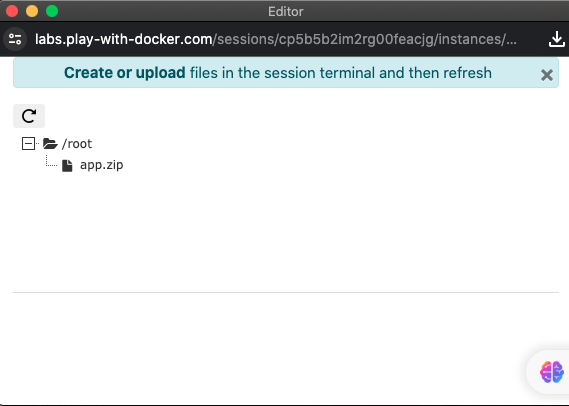 Editor
labs.play-with-docker.com/sessions/cp5b5b2im2rg00feacjg/instances/...
Create or upload files in the session terminal and then refresh
/root
app.zip